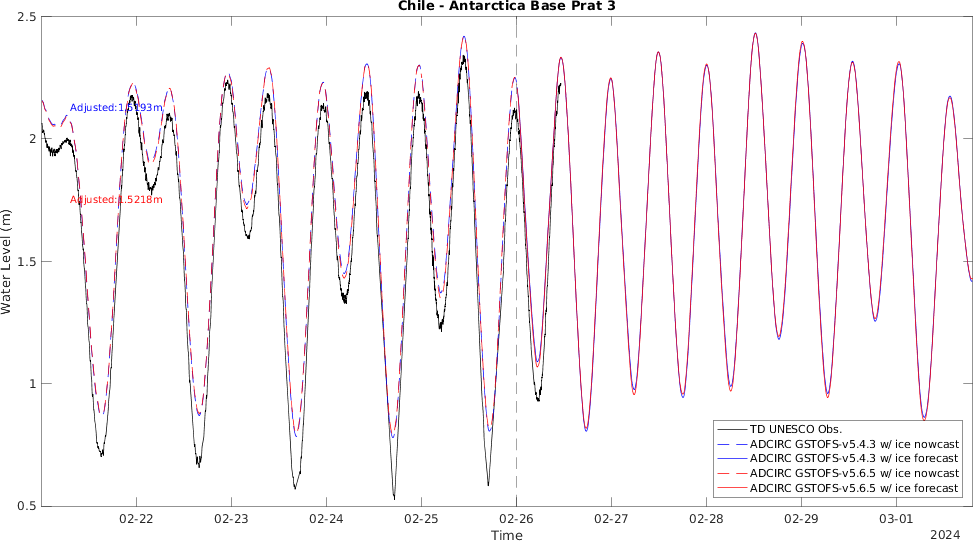 Chile - Antarctica Base Prat 3
2.5
2
1.5
1
0.5
Water Level (m)
Adjusted:1.5193m
Adjusted:1.5218m
TD UNESCO Obs.
ADCIRC GSTOFS-v5.4.3 w/ ice nowcast
ADCIRC GSTOFS-v5.4.3 w/ ice forecast
ADCIRC GSTOFS-v5.6.5 w/ ice nowcast
ADCIRC GSTOFS-v5.6.5 w/ ice forecast
02-22 02-23 02-24 02-25 02-26 02-27 02-28 02-29 03-01
Time
2024